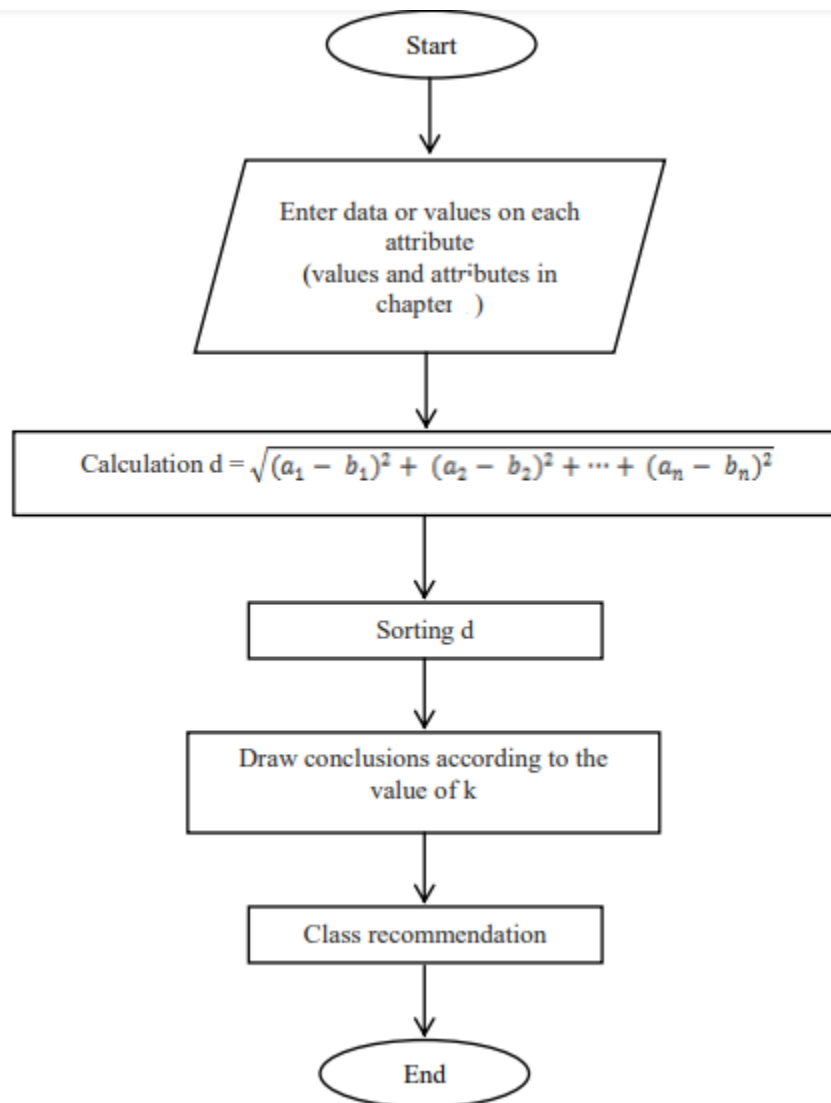 Start
Enter data or values on each
attribute
(values and attributes in
chapter )
Calculation d = √(a₁ − b₁)² + (a₂ − b₂)² + ⋯ + (aₙ − bₙ)²
Sorting d
Draw conclusions according to the
value of k
Class recommendation
End